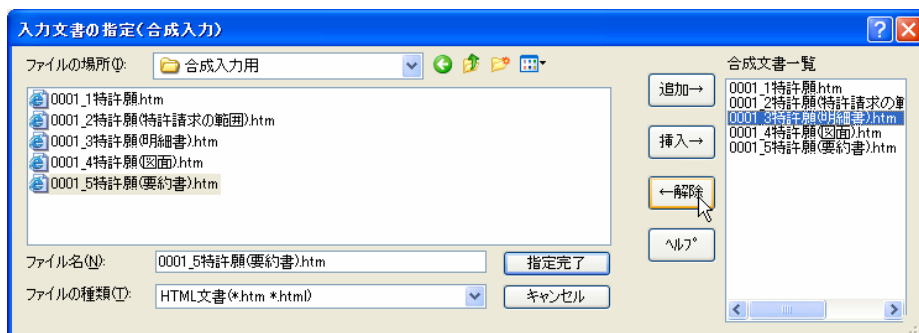 入力文書の指定(合成入力)
ファイルの場所(I):
合成入力用
0001_1特許願.htm
0001_2特許願(特許請求の範囲).htm
0001_3特許願(明細書).htm
0001_4特許願(図面).htm
0001_5特許願(要約書).htm
ファイル名(N):
0001_5特許願(要約書).htm
ファイルの種類(T):
HTML文書(*.htm *.html)
指定完了
キャンセル
追加→
挿入→
←解除
ヘルプ
合成文書一覧
0001_1特許願.htm
0001_2特許願(特許請求の範
0001_3特許願(明細書).htm
0001_4特許願(図面).htm
0001_5特許願(要約書).htm